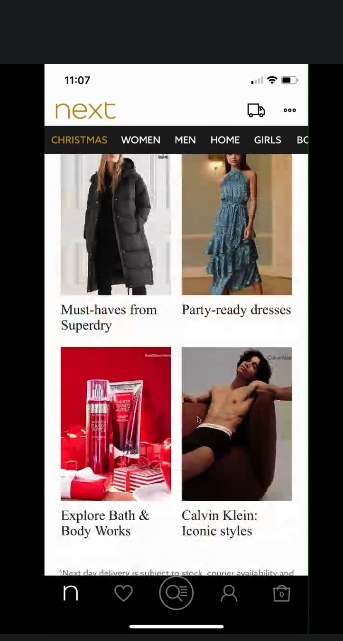 11:07
next
CHRISTMAS WOMEN MEN HOME GIRLS BO
Must-haves from
Superdry
Party-ready dresses
Explore Bath &
Body Works
Calvin Klein:
Iconic styles
*Next day delivery is subject to stock, courier availability and
n
0